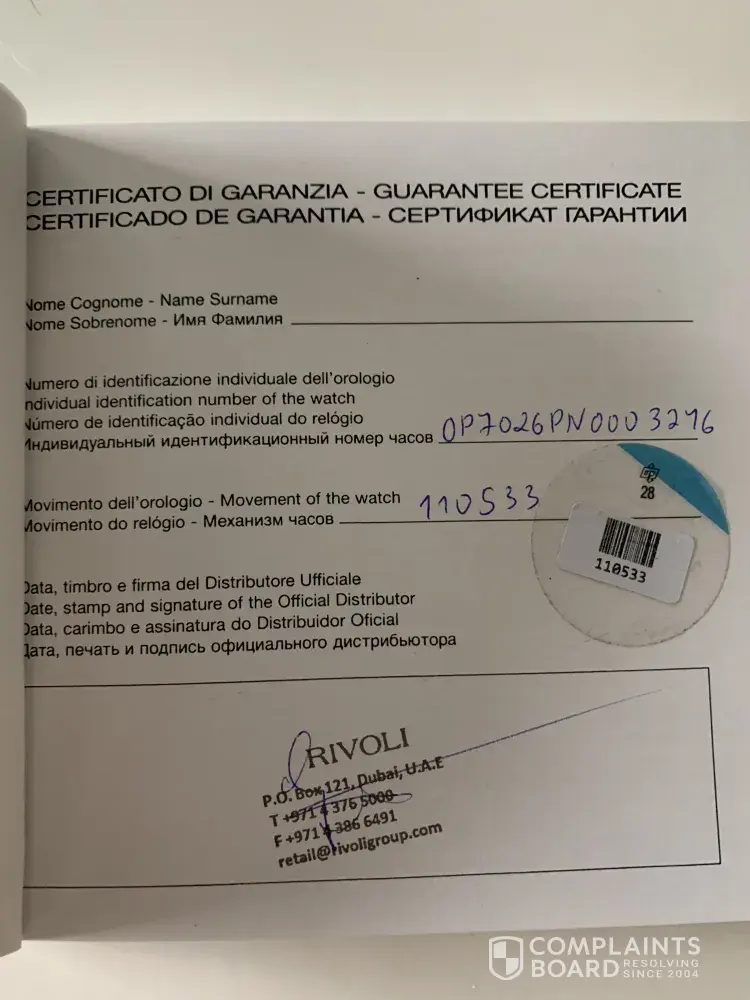 CERTIFICATO DI GARANZIA - GUARANTEE CERTIFICATE
CERTIFICADO DE GARANTIA - СЕРТИФИКАТ ГАРАНТИИ
Nome Cognome - Name Surname
Nome Sobrenome - Имя Фамилия
Numero di identificazione individuale dell'orologio
Individual identification number of the watch
Número de identificação individual do relógio
Индивидуальный идентификационный номер часов OP7026PN0003276
28
Movimento dell'orologio - Movement of the watch 110533
Movimento do relógio - Механизм часов
110533
Data, timbro e firma del Distributore Ufficiale
Date, stamp and signature of the Official Distributor
Data, carimbo e assinatura do Distribuidor Oficial
Дата, печать и подпись официального дистрибьютора
RIVOLI
P.O. Box 121, Dubai, U.A.E
T +971 4 376 5000
F +971 4 386 6491
retail@rivoligroup.com
COMPLAINTS
BOARD RESOLVING SINCE 2004